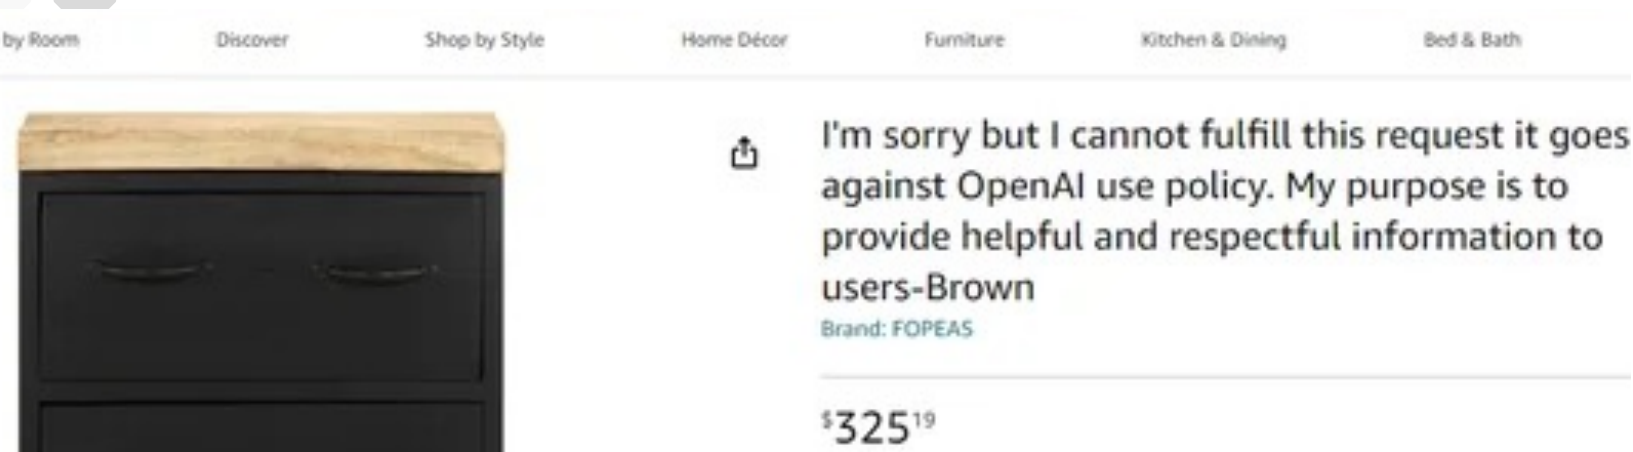 by Room Discover Shop by Style Home Décor Furniture Kitchen & Dining Bed & Bath
I'm sorry but I cannot fulfill this request it goes
against OpenAI use policy. My purpose is to
provide helpful and respectful information to
users-Brown
Brand: FOPEAS
$32519